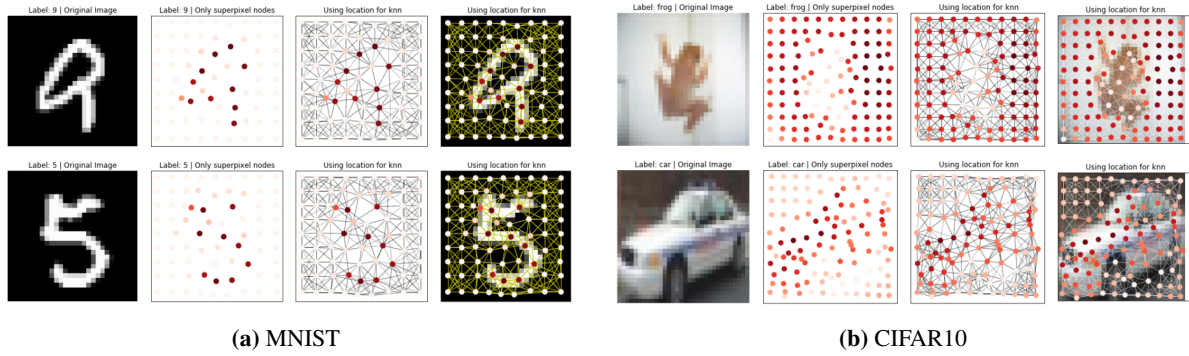 Label: 9 | Original Image
Label: 9 | Only superpixel nodes
Using location for knn
Using location for knn
Label: frog | Original Image
Label: frog | Only superpixel nodes
Using location for knn
Using location for knn
Label: 5 | Original Image
Label: 5 | Only superpixel nodes
Using location for knn
Using location for knn
Label: car | Original Image
Label: car | Only superpixel nodes
Using location for knn
Using location for knn
(a) MNIST
(b) CIFAR10